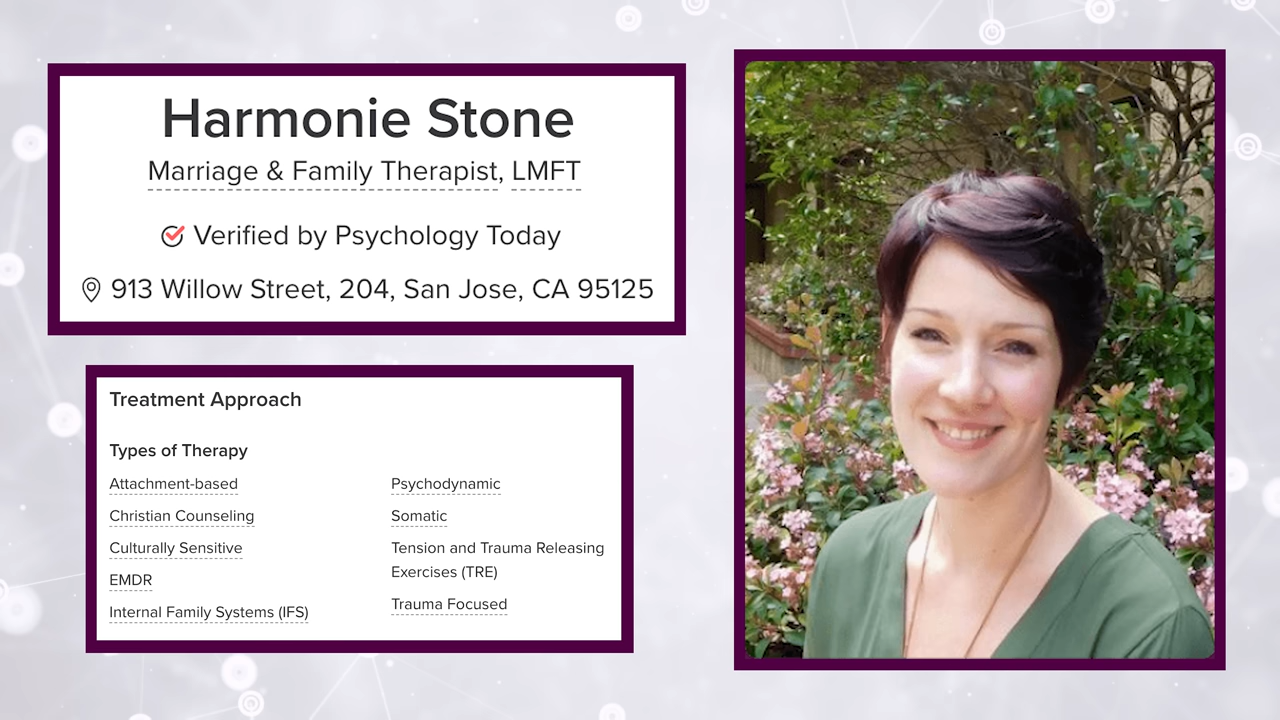 Harmonie Stone
Marriage & Family Therapist, LMFT
Verified by Psychology Today
913 Willow Street, 204, San Jose, CA 95125
Treatment Approach
Types of Therapy
Attachment-based
Christian Counseling
Culturally Sensitive
EMDR
Internal Family Systems (IFS)
Psychodynamic
Somatic
Tension and Trauma Releasing
Exercises (TRE)
Trauma Focused